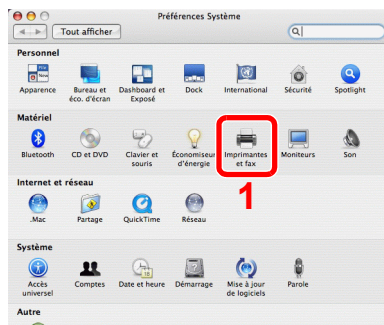 Préférences Système
Tout afficher
Personnel
Apparence
Bureau et éco. d'écran
Dashboard et Exposé
Dock
International
Sécurité
Spotlight
Matériel
Bluetooth
CD et DVD
Clavier et souris
Économiseur d'énergie
Imprimantes et fax
Moniteurs
Son
1
Internet et réseau
.Mac
Partage
QuickTime
Réseau
Système
Accès universel
Comptes
Date et heure
Démarrage
Mise à jour de logiciels
Parole
Autre